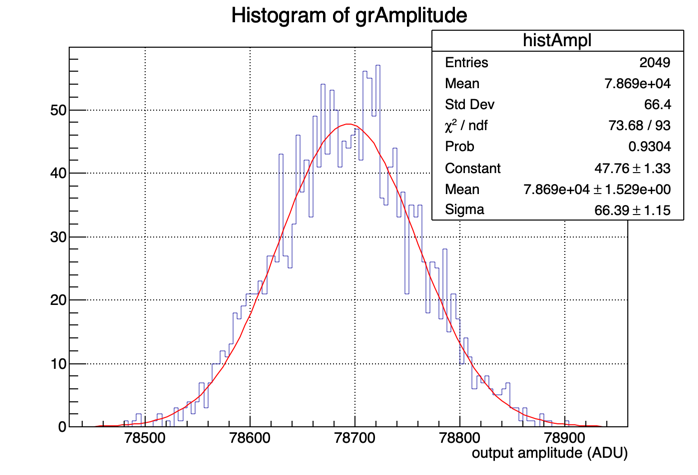 Histogram of grAmplitude
histAmpl
Entries 2049
Mean 7.869e+04
Std Dev 66.4
χ² / ndf 73.68 / 93
Prob 0.9304
Constant 47.76 ± 1.33
Mean 7.869e+04 ± 1.529e+00
Sigma 66.39 ± 1.15
50
40
30
20
10
0
78500 78600 78700 78800 78900
output amplitude (ADU)